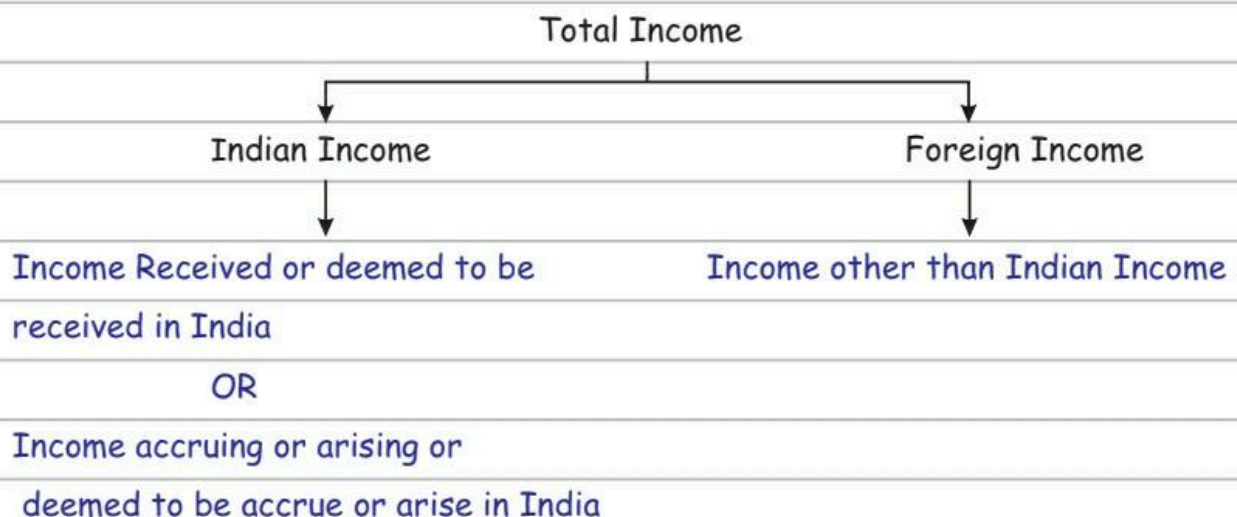 Total Income
Indian Income
Foreign Income
Income Received or deemed to be
received in India
OR
Income accruing or arising or
deemed to be accrue or arise in India
Income other than Indian Income